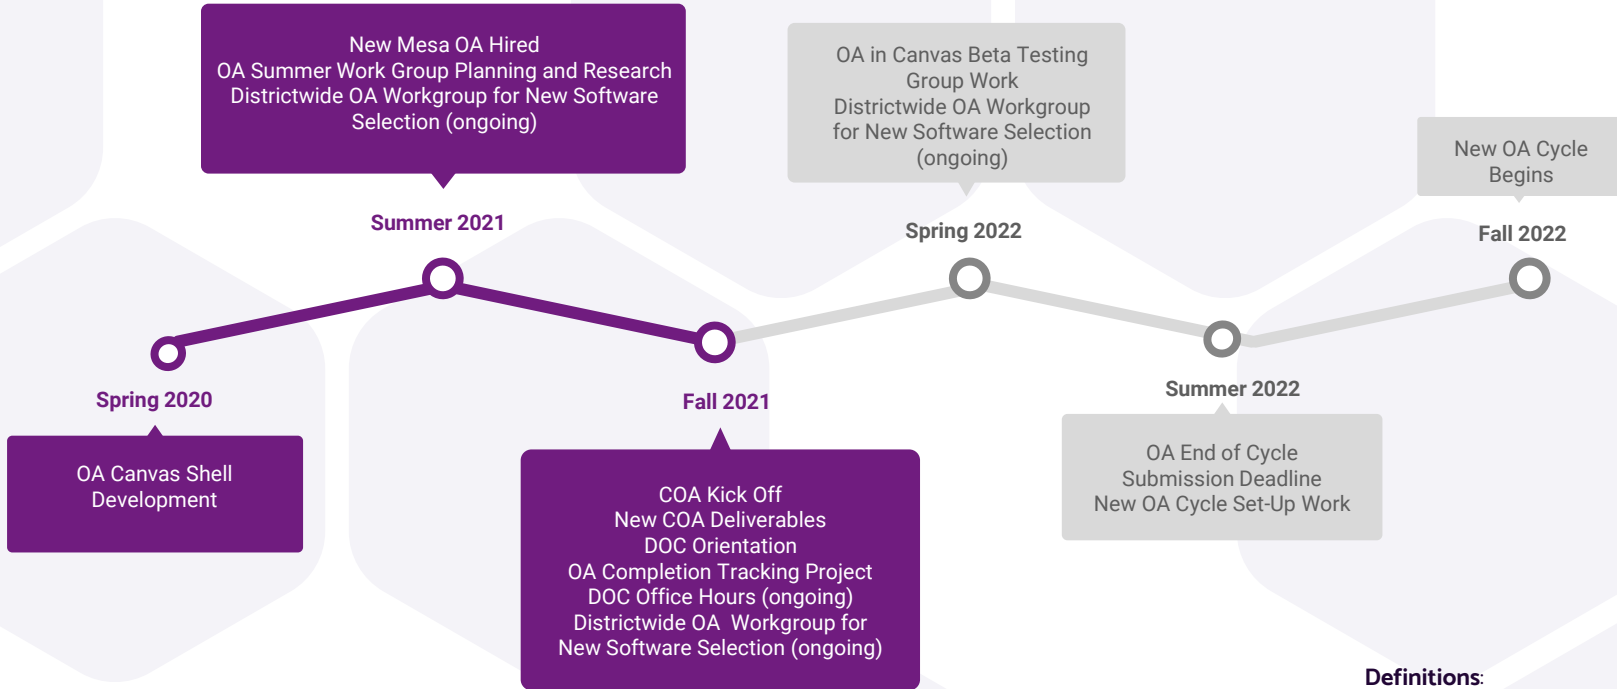 New Mesa OA Hired
OA Summer Work Group Planning and Research
Districtwide OA Workgroup for New Software
Selection (ongoing)
Summer 2021
OA in Canvas Beta Testing
Group Work
Districtwide OA Workgroup
for New Software Selection
(ongoing)
Spring 2022
New OA Cycle
Begins
Fall 2022
Spring 2020
OA Canvas Shell
Development
Fall 2021
COA Kick Off
New COA Deliverables
DOC Orientation
OA Completion Tracking Project
DOC Office Hours (ongoing)
Districtwide OA  Workgroup for
New Software Selection (ongoing)
Summer 2022
OA End of Cycle
Submission Deadline
New OA Cycle Set-Up Work
Definitions: